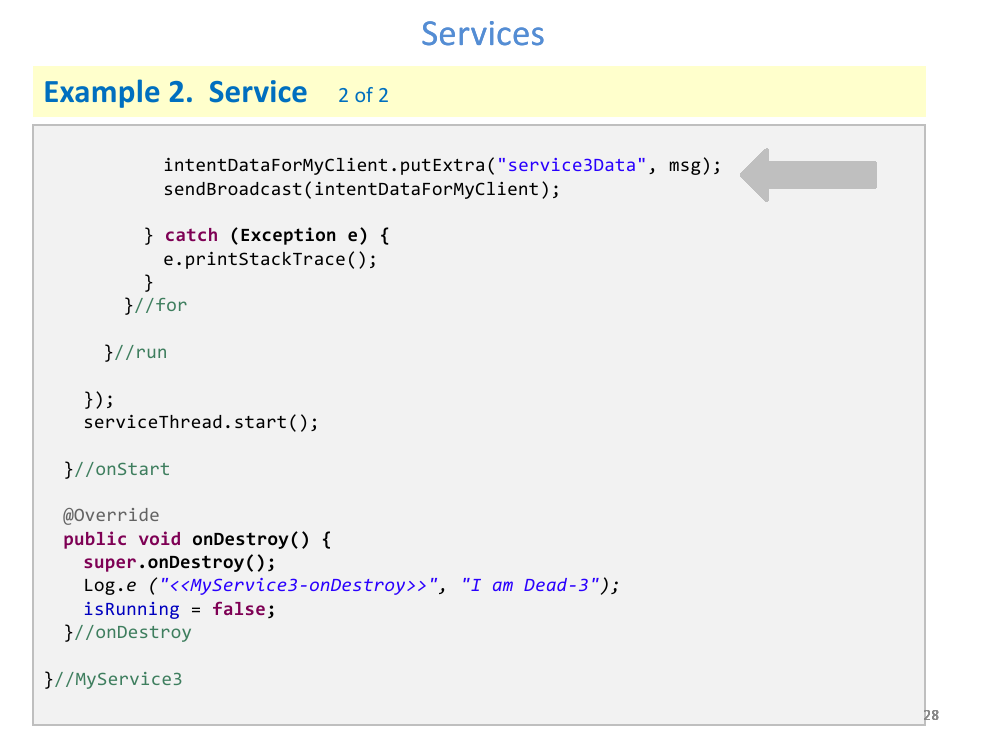 Services
Example 2. Service 2 of 2
intentDataForMyClient.putExtra("service3Data", msg);
sendBroadcast(intentDataForMyClient);
} catch (Exception e) {
e.printStackTrace();
}
}//for
}//run
});
serviceThread.start();
}//onStart
@Override
public void onDestroy() {
super.onDestroy();
Log.e ("<<MyService3-onDestroy>>", "I am Dead-3");
isRunning = false;
}//onDestroy
}//MyService3
28